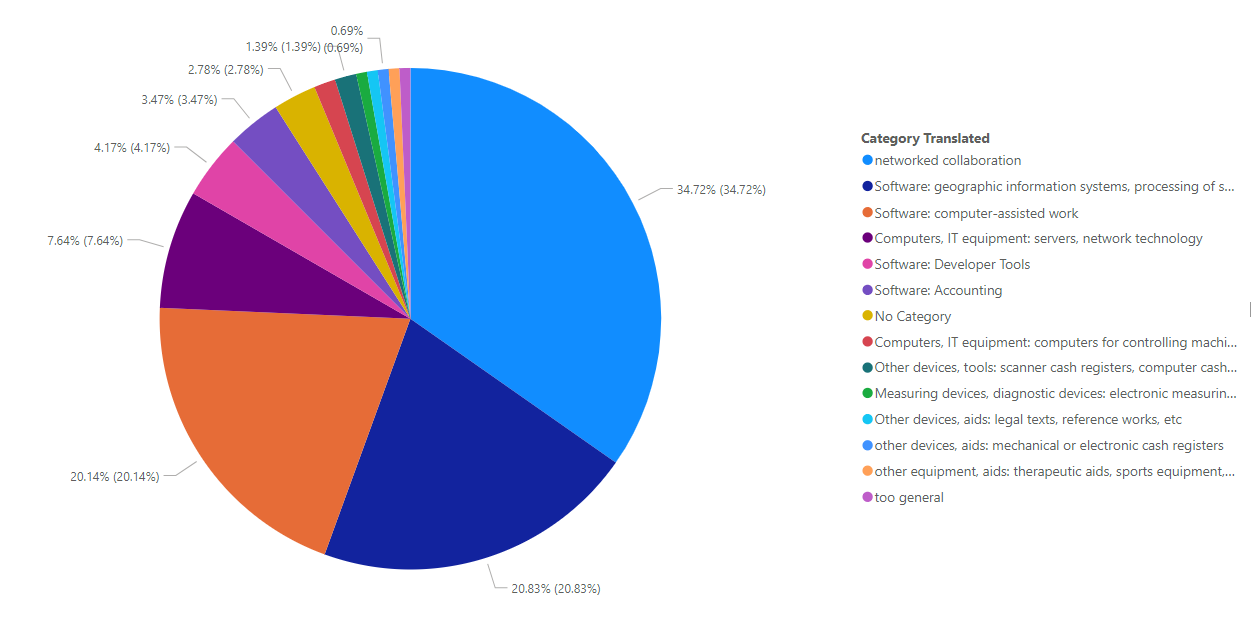 0.69%
(0.69%)
1.39% (1.39%)
2.78% (2.78%)
3.47% (3.47%)
4.17% (4.17%)
7.64% (7.64%)
20.14% (20.14%)
20.83% (20.83%)
34.72% (34.72%)
Category Translated
networked collaboration
Software: geographic information systems, processing of s...
Software: computer-assisted work
Computers, IT equipment: servers, network technology
Software: Developer Tools
Software: Accounting
No Category
Computers, IT equipment: computers for controlling machi...
Other devices, tools: scanner cash registers, computer cash...
Measuring devices, diagnostic devices: electronic measurin...
Other devices, aids: legal texts, reference works, etc
other devices, aids: mechanical or electronic cash registers
other equipment, aids: therapeutic aids, sports equipment,...
too general